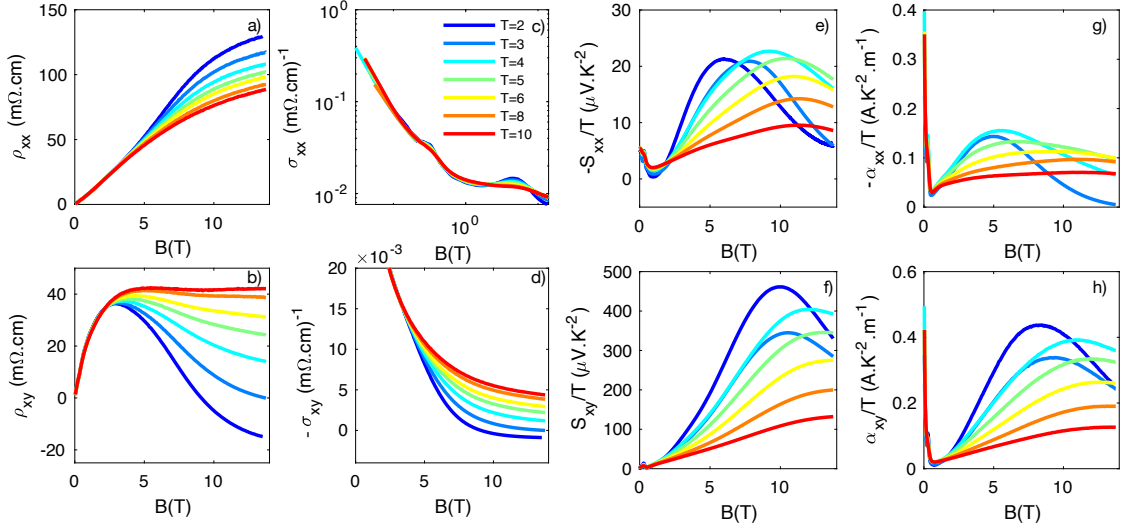 a)
ρxx (mΩ.cm)
150
100
50
0
0 5 10
B(T)
c)
σxx (mΩ.cm)⁻¹
10⁰
10⁻¹
10⁻²
10⁰
B(T)
T=2
T=3
T=4
T=5
T=6
T=8
T=10
e)
-Sxx/T (μV.K⁻²)
30
20
10
0
0 5 10
B(T)
g)
-αxx/T (A.K⁻².m⁻¹)
0.4
0.3
0.2
0.1
0
0 5 10
B(T)
b)
ρxy (mΩ.cm)
40
20
0
-20
0 5 10
B(T)
d)
× 10⁻³
-σxy (mΩ.cm)⁻¹
20
15
10
5
0
0 5 10
B(T)
f)
Sxy/T (μV.K⁻²)
500
400
300
200
100
0
0 5 10
B(T)
h)
αxy/T (A.K⁻².m⁻¹)
0.6
0.4
0.2
0
0 5 10
B(T)